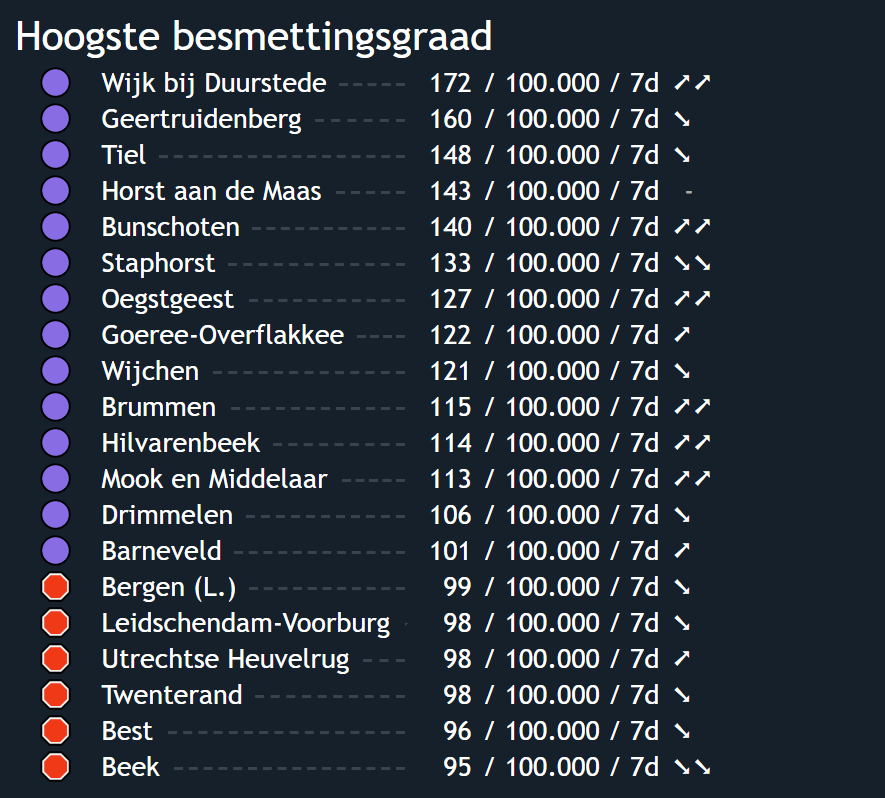 Hoogste besmettingsgraad
Wijk bij Duurstede ----- 172 / 100.000 / 7d ➚➚
Geertruidenberg ------- 160 / 100.000 / 7d ➘
Tiel ------------------- 148 / 100.000 / 7d ➘
Horst aan de Maas ----- 143 / 100.000 / 7d -
Bunschoten ------------ 140 / 100.000 / 7d ➚➚
Staphorst -------------- 133 / 100.000 / 7d ➘➘
Oegstgeest ------------ 127 / 100.000 / 7d ➚➚
Goeree-Overflakkee ---- 122 / 100.000 / 7d ➚
Wijchen --------------- 121 / 100.000 / 7d ➘
Brummen -------------- 115 / 100.000 / 7d ➚➚
Hilvarenbeek ---------- 114 / 100.000 / 7d ➚➚
Mook en Middelaar ----- 113 / 100.000 / 7d ➚➚
Drimmelen ------------ 106 / 100.000 / 7d ➘
Barneveld ------------- 101 / 100.000 / 7d ➚
Bergen (L.) ------------ 99 / 100.000 / 7d ➘
Leidschendam-Voorburg - 98 / 100.000 / 7d ➘
Utrechtse Heuvelrug ---- 98 / 100.000 / 7d ➚
Twenterand ------------ 98 / 100.000 / 7d ➘
Best ------------------ 96 / 100.000 / 7d ➘
Beek ------------------ 95 / 100.000 / 7d ➘➘